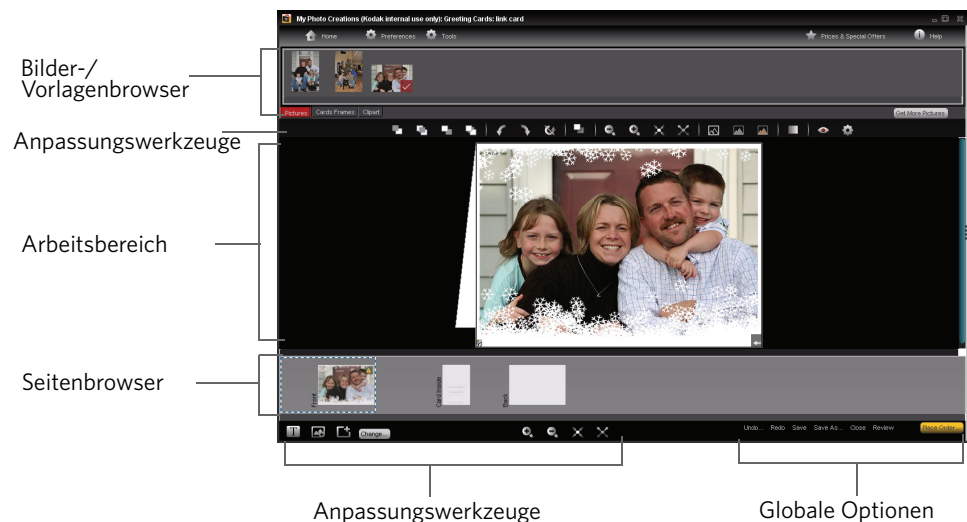 My Photo Creations (Kodak internal use only): Greeting Cards: link card
Home Preferences Tools Prices & Special Offers Help
Bilder-/
Vorlagenbrowser
Pictures Cards Frames Clipart Get More Pictures
Anpassungswerkzeuge
Arbeitsbereich
Seitenbrowser
Front
Card Inside
Back
T Change... Undo... Redo Save Save As... Close Review Place Order...
Anpassungswerkzeuge
Globale Optionen